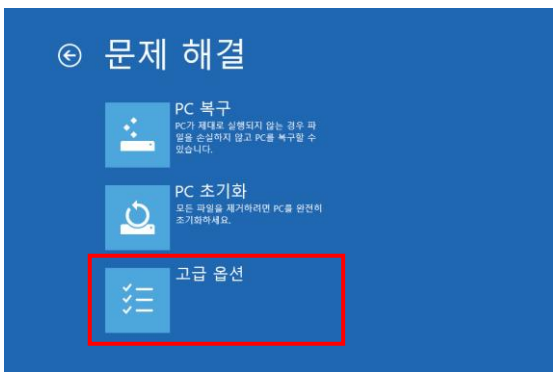 문제 해결
PC 복구
PC가 제대로 실행되지 않는 경우 파
일을 손실하지 않고 PC를 복구할 수
있습니다.
PC 초기화
모든 파일을 제거하려면 PC를 완전히
초기화하세요.
고급 옵션